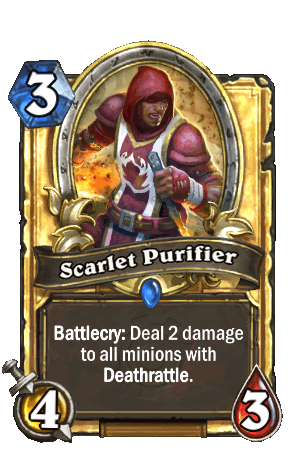 3
Scarlet Purifier
Battlecry: Deal 2 damage
to all minions with
Deathrattle.
4
3